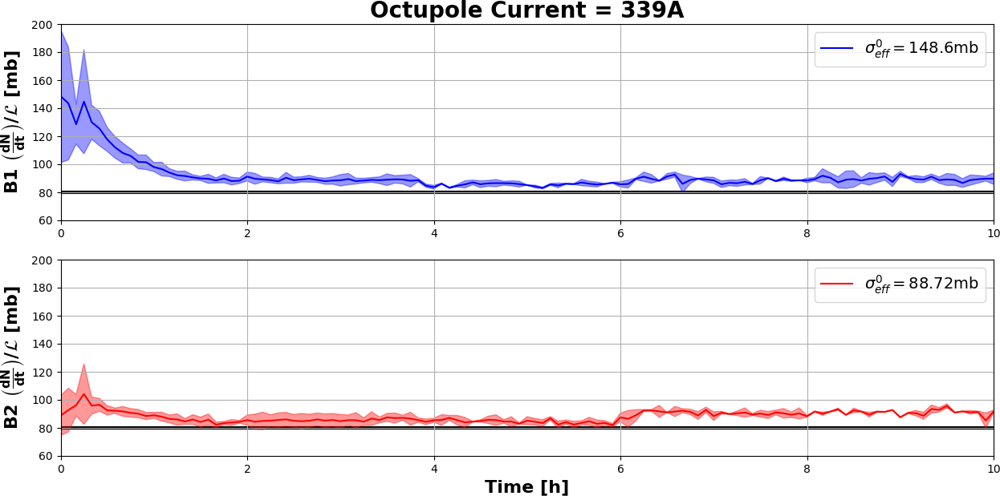 Octupole Current = 339A
B1 (dN/dt)/ℒ [mb]
200
180
160
140
120
100
80
60
σ⁰eff = 148.6mb
0 2 4 6 8 10
B2 (dN/dt)/ℒ [mb]
200
180
160
140
120
100
80
60
σ⁰eff = 88.72mb
0 2 4 6 8 10
Time [h]